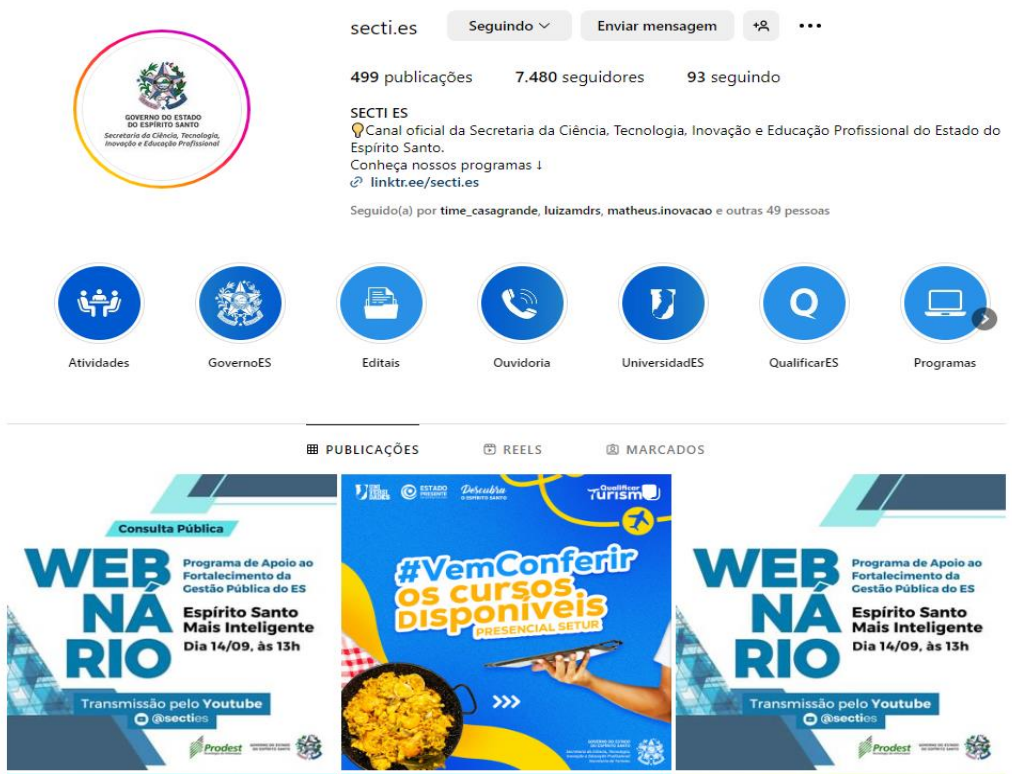 secti.es
Seguindo
Enviar mensagem
499 publicações
7.480 seguidores
93 seguindo
SECTI ES
Canal oficial da Secretaria da Ciência, Tecnologia, Inovação e Educação Profissional do Estado do
Espírito Santo.
Conheça nossos programas ↓
linktr.ee/secti.es
Seguido(a) por time_casagrande, luizamdrs, matheus.inovacao e outras 49 pessoas
GOVERNO DO ESTADO
DO ESPÍRITO SANTO
Secretaria da Ciência, Tecnologia,
Inovação e Educação Profissional
Q
Atividades
GovernoES
Editais
Ouvidoria
UniversidadES
QualificarES
Programas
PUBLICAÇÕES
REELS
MARCADOS
Consulta Pública
WEB
NÁ
RIO
Programa de Apoio ao
Fortalecimento da
Gestão Pública do ES
Espírito Santo
Mais Inteligente
Dia 14/09, às 13h
Transmissão pelo Youtube
@secties
Prodest
ESTADO
PRESENTE
Descubra
O ESPÍRITO SANTO
Qualificar
Turismo
#VemConferir
os cursos
DISPONÍVEIS
PRESENCIAL SETUR
WEB
NÁ
RIO
Programa de Apoio ao
Fortalecimento da
Gestão Pública do ES
Espírito Santo
Mais Inteligente
Dia 14/09, às 13h
Transmissão pelo Youtube
@secties
Prodest